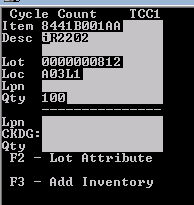 Cycle Count TCC1
Item 8441B001AA
Desc iR2202
Lot 0000000812
Loc A03L1
Lpn
Qty 100
---------------
Lpn
CKDG:
Qty
F2 - Lot Attribute
F3 - Add Inventory